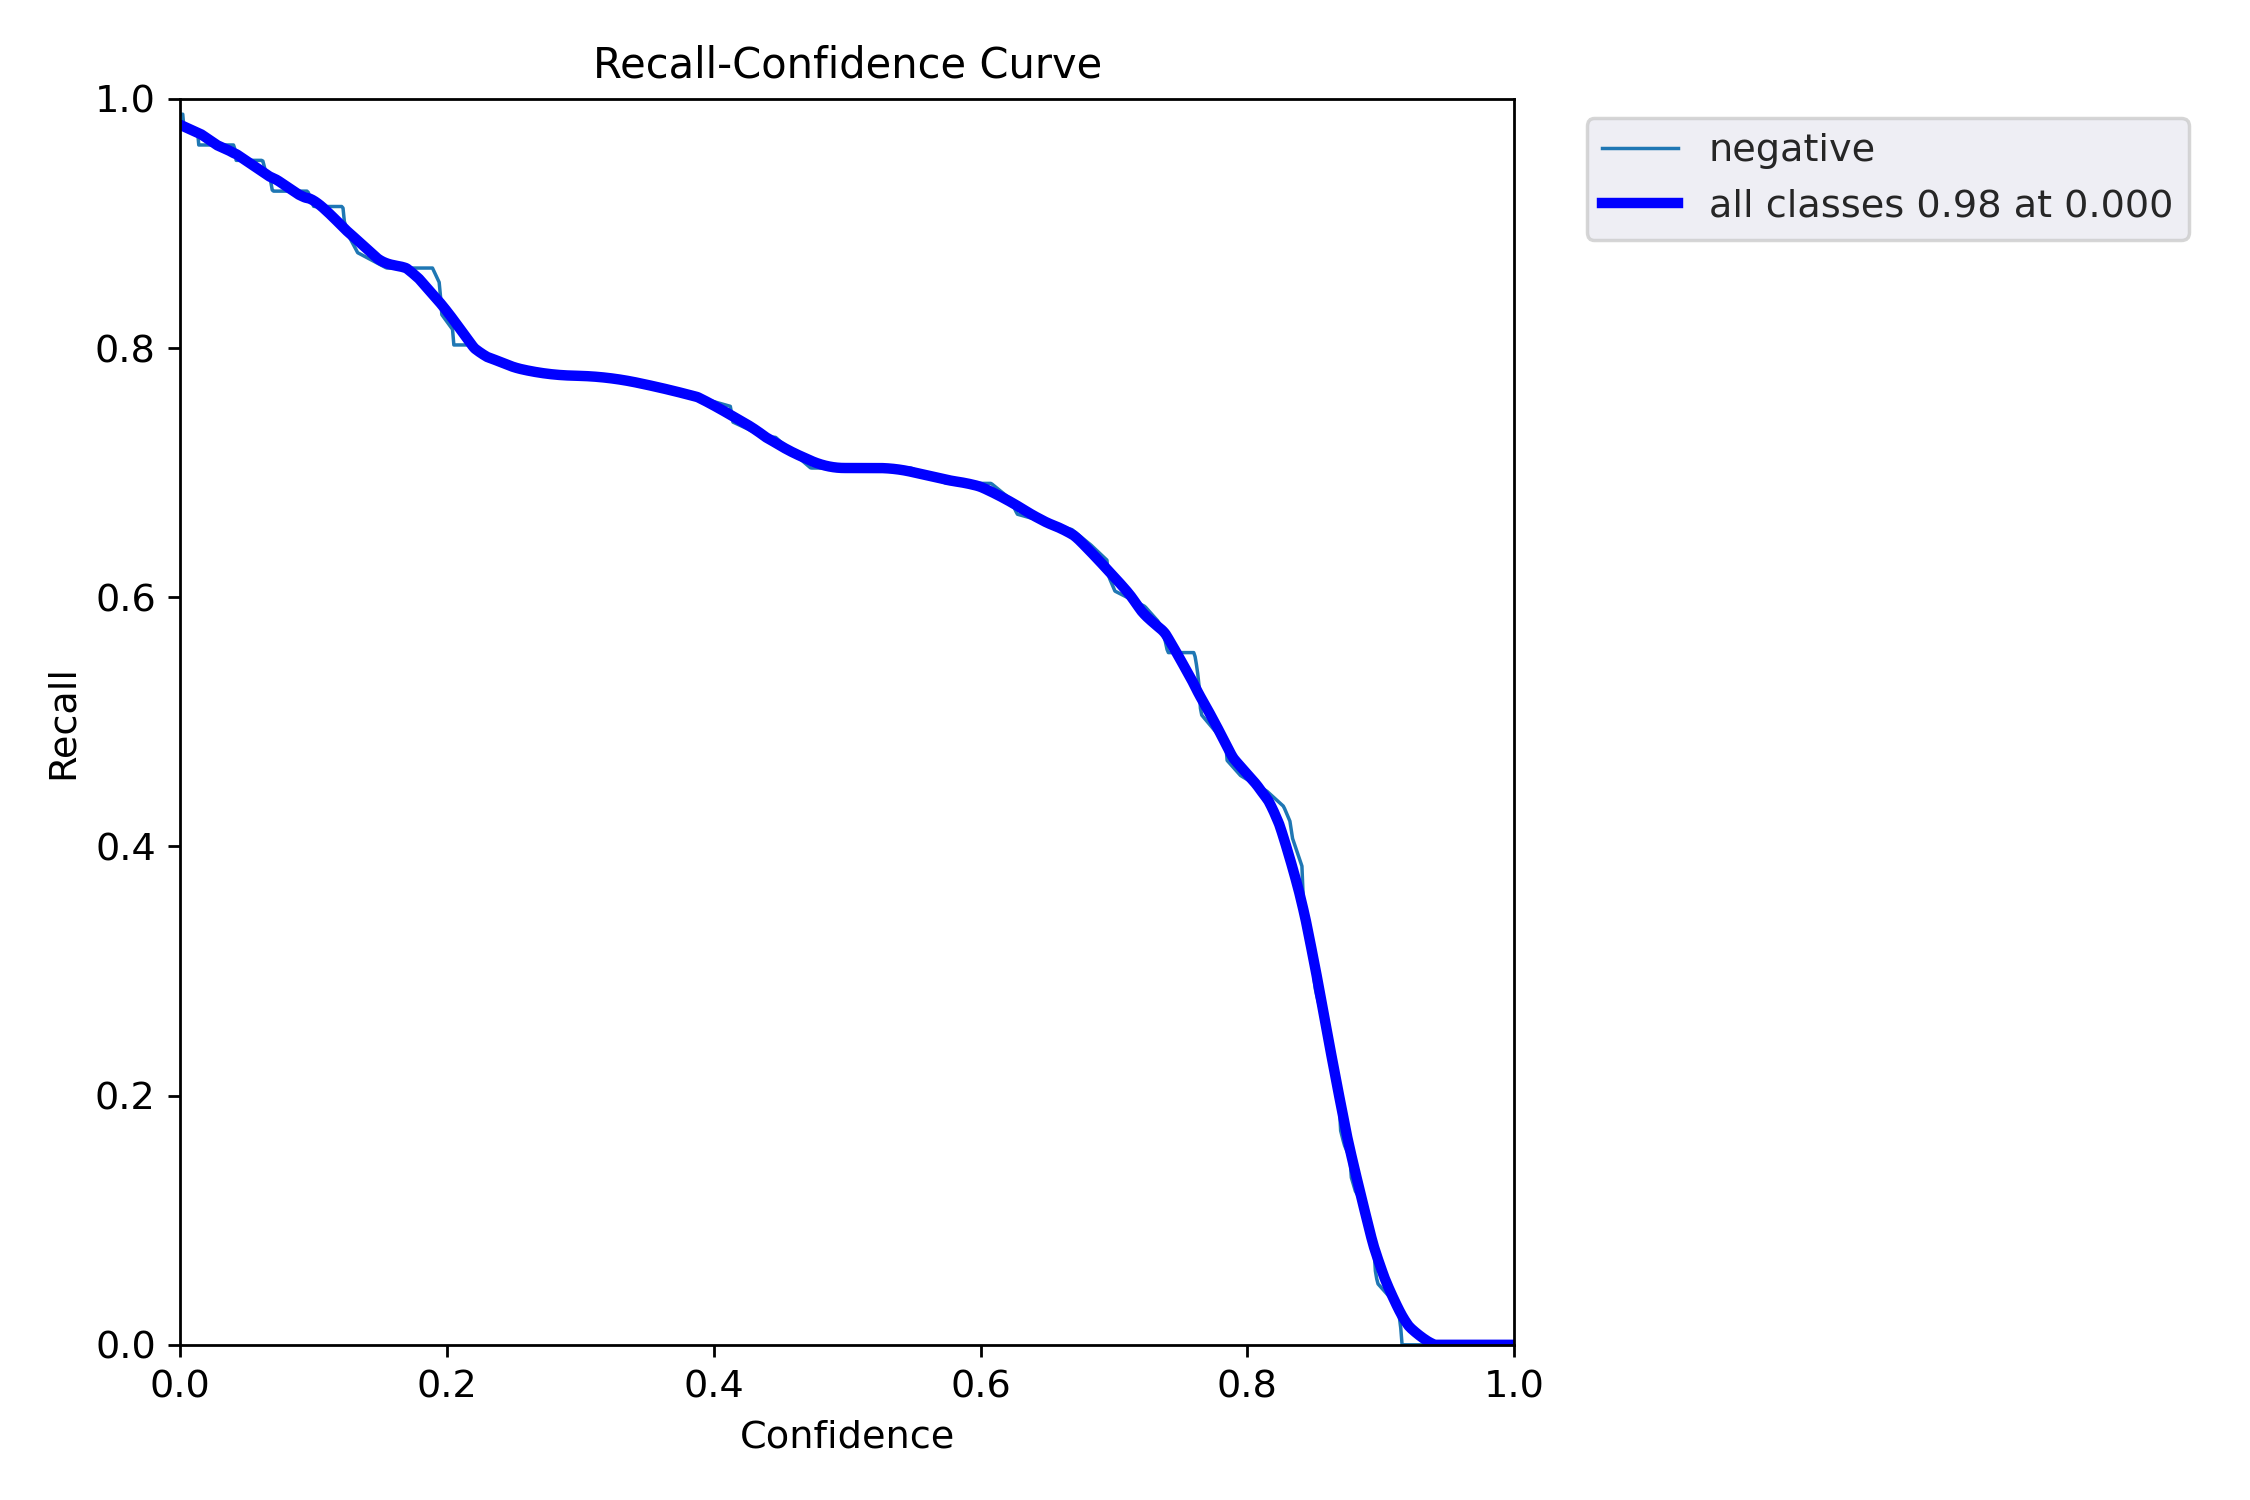 Recall-Confidence Curve
1.0
0.8
0.6
0.4
0.2
0.0
Recall
0.0 0.2 0.4 0.6 0.8 1.0
Confidence
negative
all classes 0.98 at 0.000